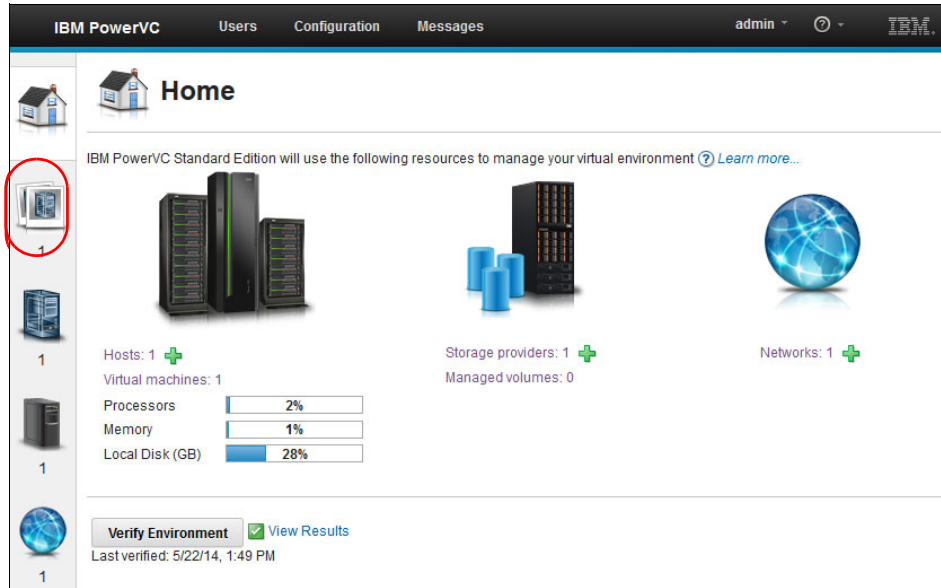 IBM PowerVC Users Configuration Messages admin ? IBM.
Home
IBM PowerVC Standard Edition will use the following resources to manage your virtual environment ? Learn more...
1
Hosts: 1
Storage providers: 1
Networks: 1
1
Virtual machines: 1
Managed volumes: 0
Processors 2%
Memory 1%
Local Disk (GB) 28%
1
Verify Environment View Results
Last verified: 5/22/14, 1:49 PM
1